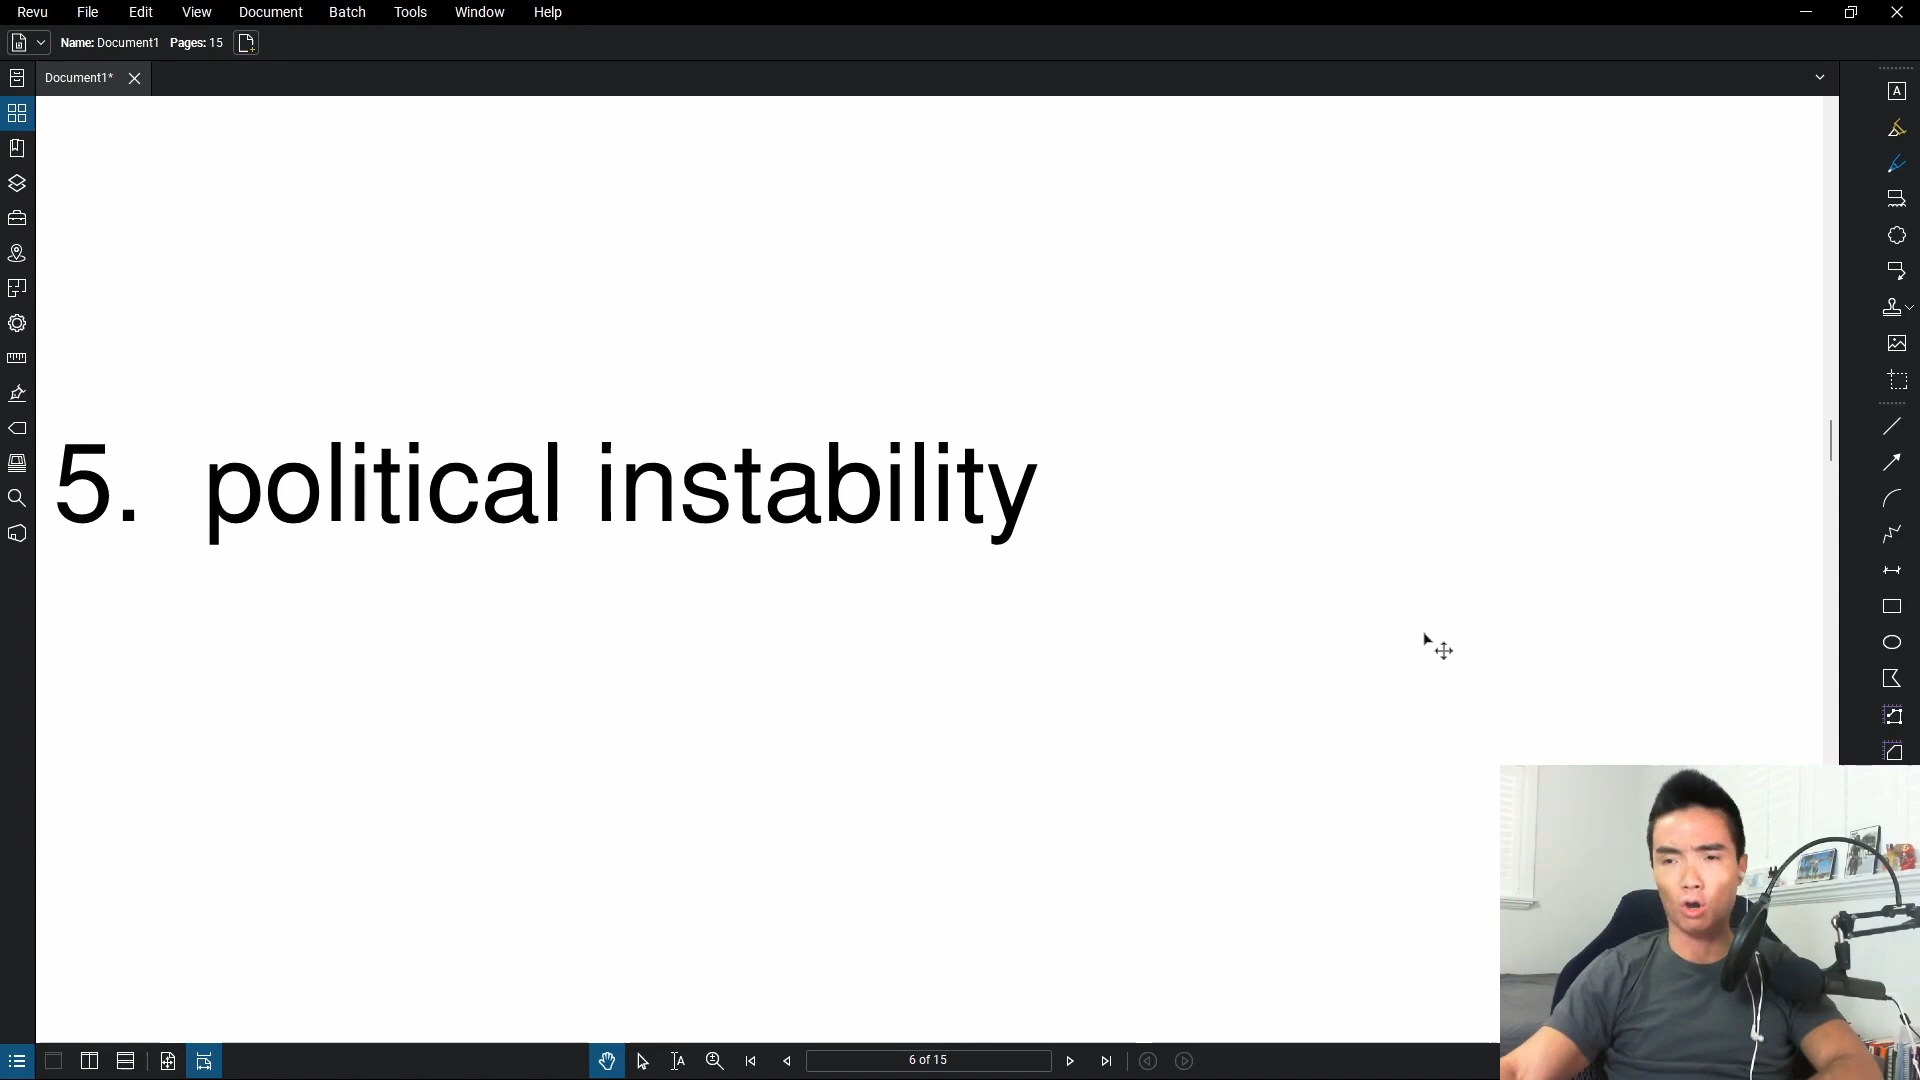 Revu File Edit View Document Batch Tools Window Help
Name: Document1 Pages: 15
Document1*
5. political instability
6 of 15